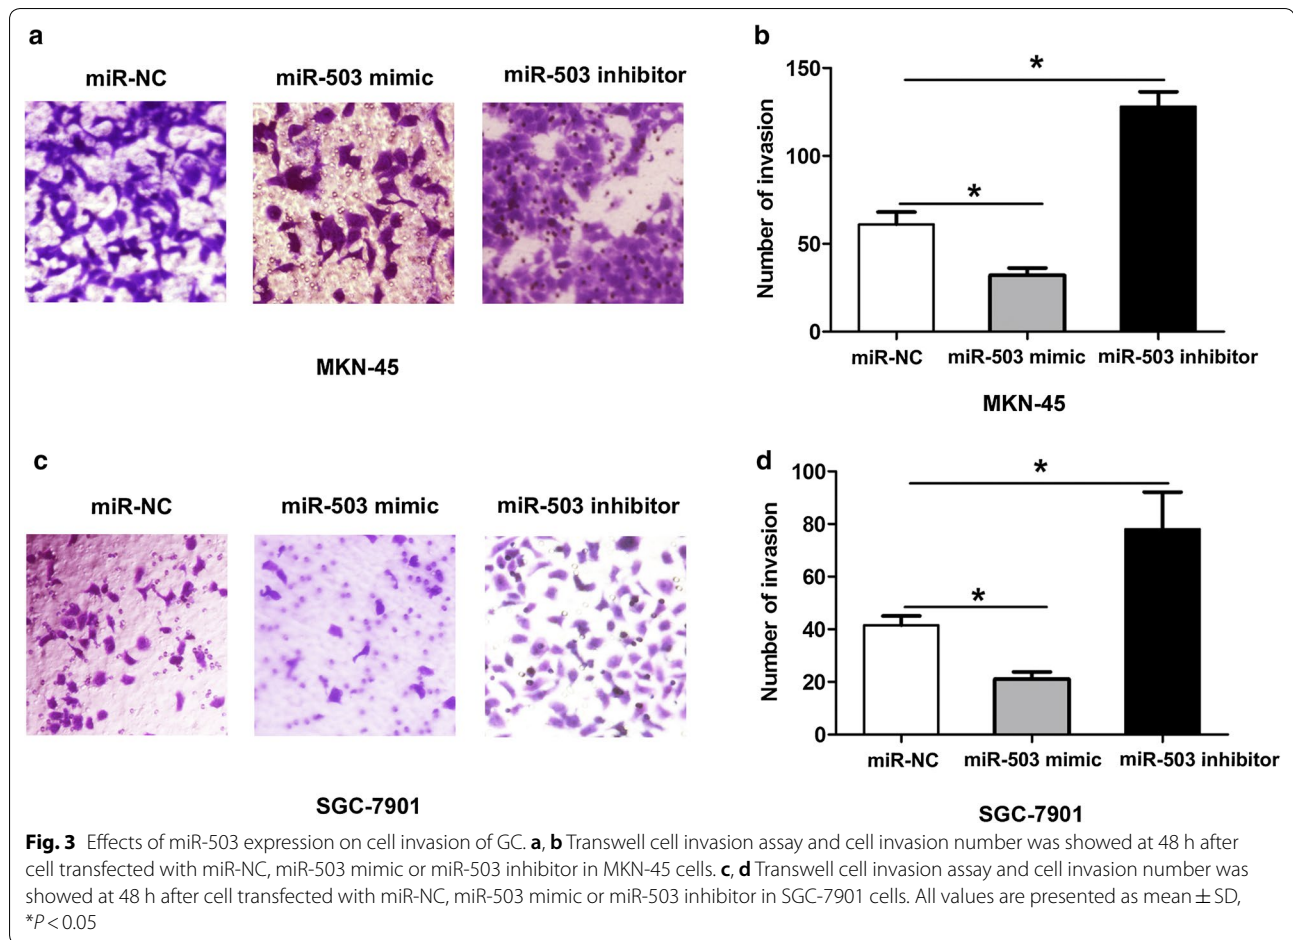 a
miR-NC miR-503 mimic miR-503 inhibitor
MKN-45
b
150
100
50
0
Number of invasion
*
*
miR-NC miR-503 mimic miR-503 inhibitor
MKN-45
c
miR-NC miR-503 mimic miR-503 inhibitor
SGC-7901
d
100
80
60
40
20
0
Number of invasion
*
*
miR-NC miR-503 mimic miR-503 inhibitor
SGC-7901
Fig. 3 Effects of miR-503 expression on cell invasion of GC. a, b Transwell cell invasion assay and cell invasion number was showed at 48 h after
cell transfected with miR-NC, miR-503 mimic or miR-503 inhibitor in MKN-45 cells. c, d Transwell cell invasion assay and cell invasion number was
showed at 48 h after cell transfected with miR-NC, miR-503 mimic or miR-503 inhibitor in SGC-7901 cells. All values are presented as mean ± SD,
*P < 0.05